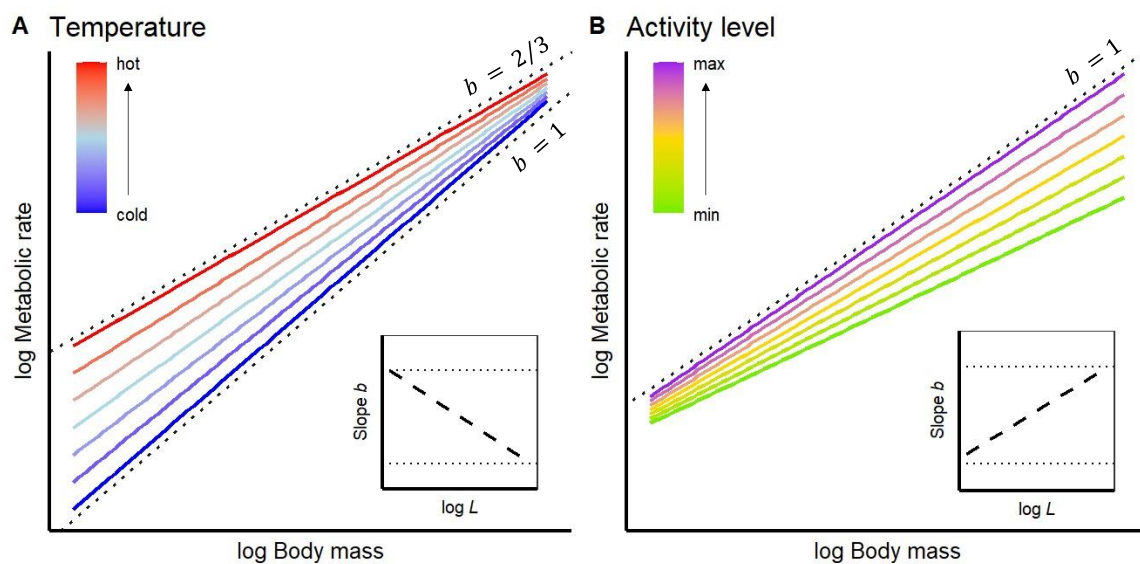 A Temperature
hot
cold
b = 2/3
b = 1
log Metabolic rate
Slope b
log L
log Body mass
B Activity level
max
min
b = 1
log Metabolic rate
Slope b
log L
log Body mass